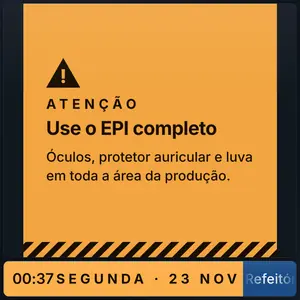 ATENÇÃO
Use o EPI completo
Óculos, protetor auricular e luva
em toda a área da produção.
00:37 SEGUNDA · 23 NOV